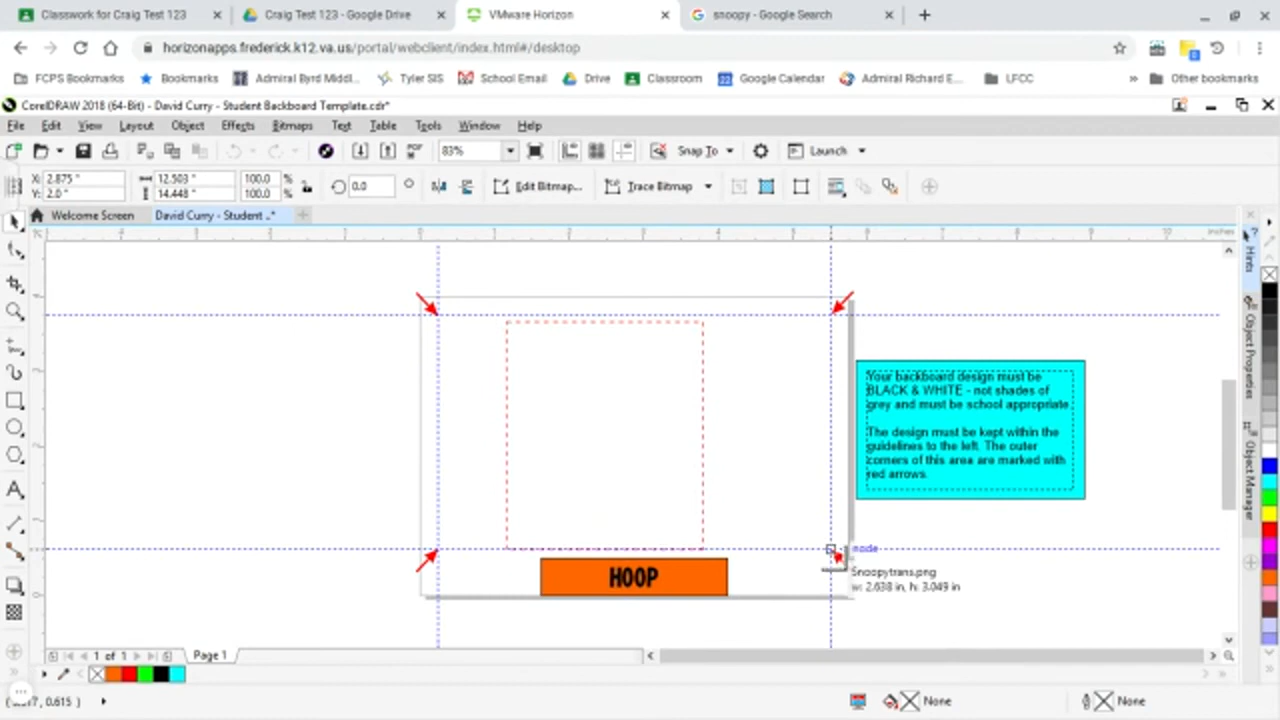 Classwork for Craig Test 123
Craig Test 123 - Google Drive
VMware Horizon
snoopy - Google Search
horizonapps.frederick.k12.va.us/portal/webclient/index.html#/desktop
FCPS Bookmarks
Bookmarks
Admiral Byrd Middl...
Tyler SIS
School Email
Drive
Classroom
Google Calendar
Admiral Richard E...
LFCC
Other bookmarks
CorelDRAW 2018 (64-Bit) - David Curry - Student Backboard Template.cdr*
File Edit View Layout Object Effects Bitmaps Text Table Tools Window Help
PDF
83%
Snap To
Launch
X: 2.875 "
Y: 2.0 "
12.503 "
14.448 "
100.0 %
100.0 %
0.0
Edit Bitmap...
Trace Bitmap
Welcome Screen
David Curry - Student ..*
inches
Hints
Object Properties
Object Manager
Your backboard design must be
BLACK & WHITE - not shades of
grey and must be school appropriate
The design must be kept within the
guidelines to the left. The outer
corners of this area are marked with
red arrows.
node
Snoopytrans.png
w: 2.638 in, h: 3.049 in
HOOP
1 of 1
Page 1
None
None